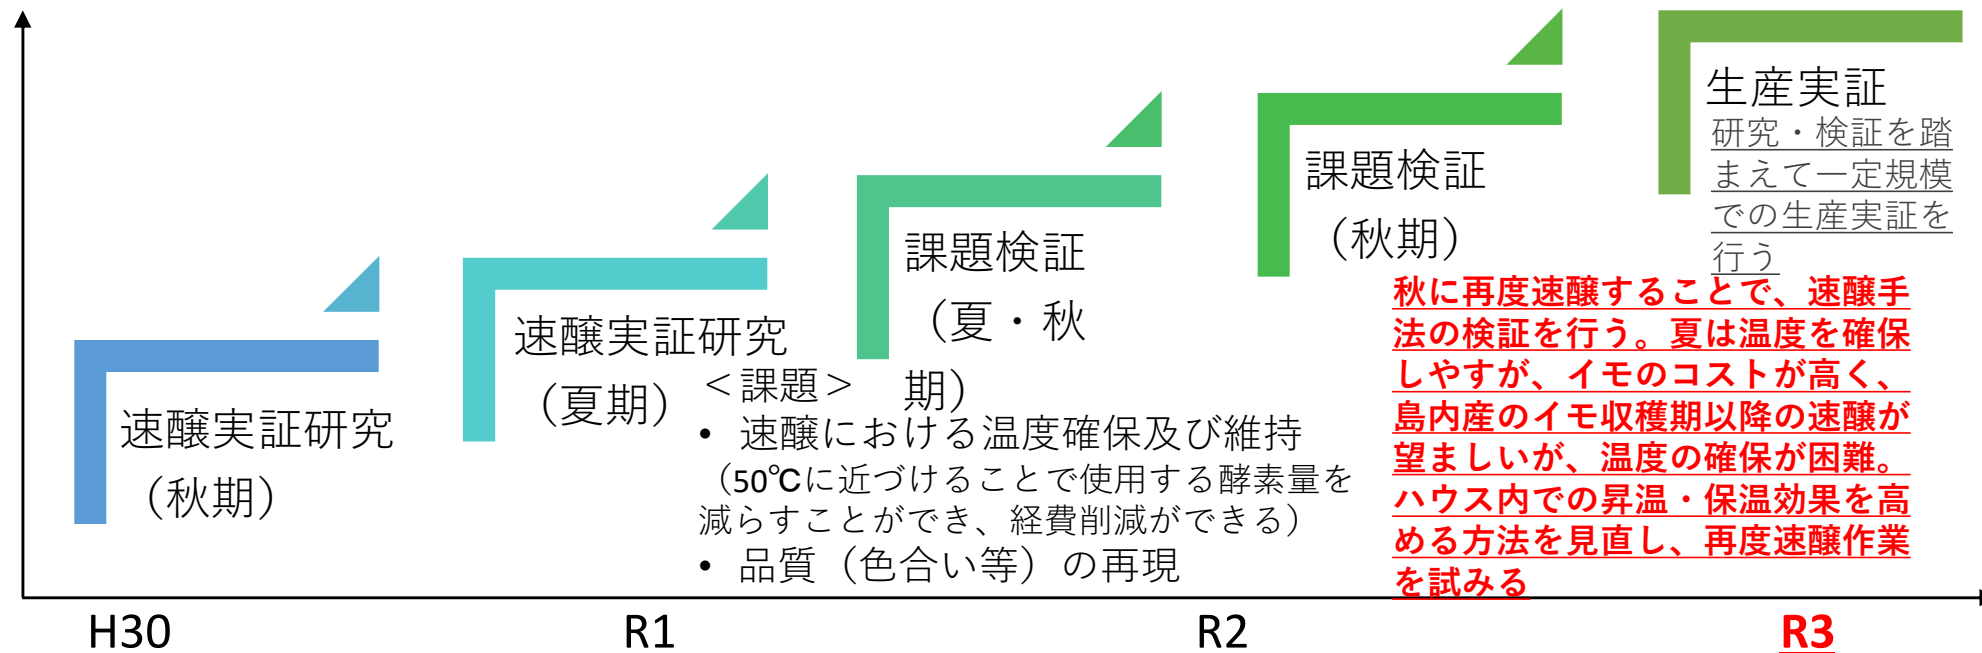 速醸実証研究
（秋期）
速醸実証研究
（夏期）
課題検証
（夏・秋
期）
＜課題＞
• 速醸における温度確保及び維持
（50℃に近づけることで使用する酵素量を
減らすことができ、経費削減ができる）
• 品質（色合い等）の再現
課題検証
（秋期）
生産実証
研究・検証を踏
まえて一定規模
での生産実証を
行う
秋に再度速醸することで、速醸手
法の検証を行う。夏は温度を確保
しやすが、イモのコストが高く、
島内産のイモ収穫期以降の速醸が
望ましいが、温度の確保が困難。
ハウス内での昇温・保温効果を高
める方法を見直し、再度速醸作業
を試みる
H30
R1
R2
R3